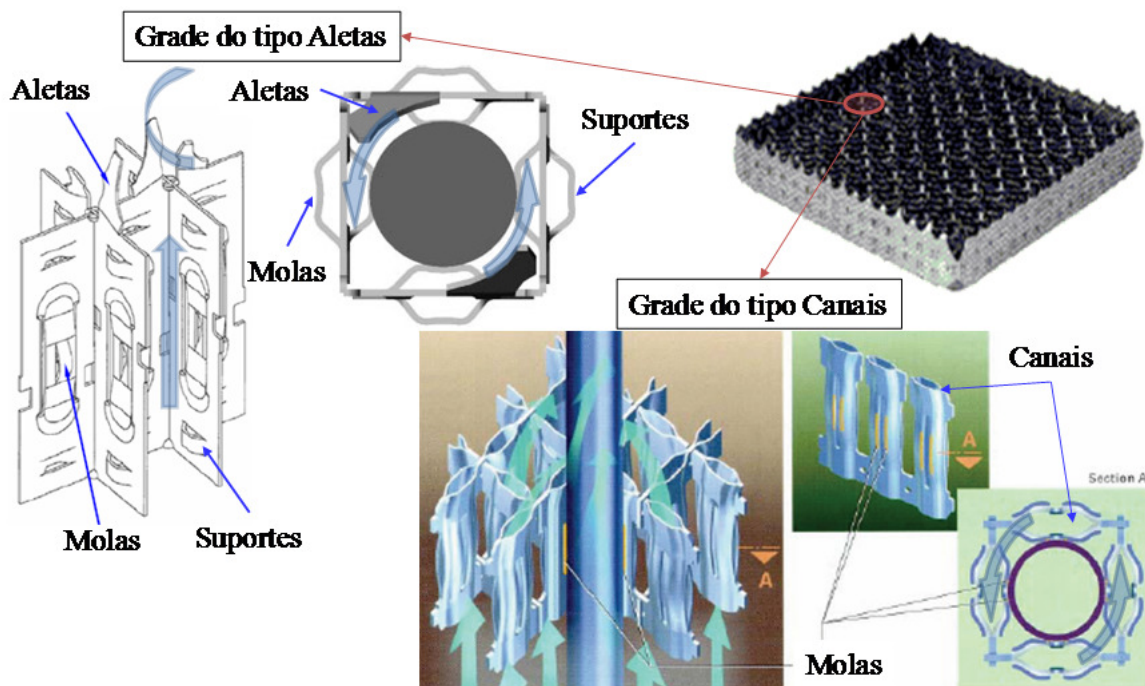 Grade do tipo Aletas
Aletas
Aletas
Suportes
Molas
Molas
Suportes
Grade do tipo Canais
Canais
A
A
Section A
Molas